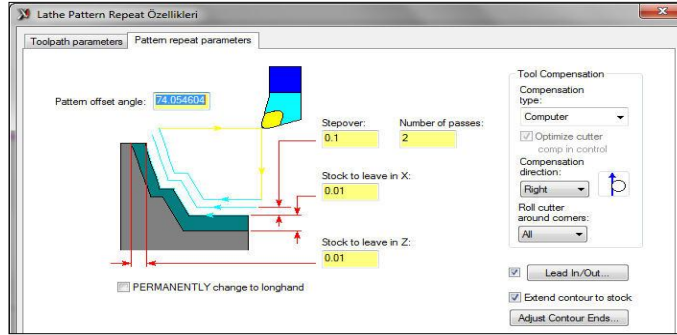 Lathe Pattern Repeat Özellikleri
Toolpath parameters
Pattern repeat parameters
Pattern offset angle:
74.054604
Stepover:
0.1
Number of passes:
2
Stock to leave in X:
0.01
Stock to leave in Z:
0.01
PERMANENTLY change to longhand
Tool Compensation
Compensation
type:
Computer
Optimize cutter
comp in control
Compensation
direction:
Right
Roll cutter
around corners:
All
Lead In/Out...
Extend contour to stock
Adjust Contour Ends...